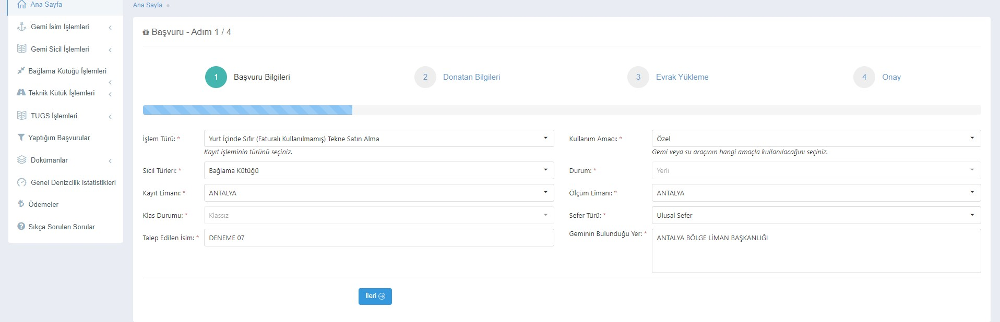 Ana Sayfa
Gemi İsim İşlemleri
Gemi Sicil İşlemleri
Bağlama Kütüğü İşlemleri
Teknik Kütük İşlemleri
TUGS İşlemleri
Yaptığım Başvurular
Dokümanlar
Genel Denizcilik İstatistikleri
Ödemeler
Sıkça Sorulan Sorular
Ana Sayfa
Başvuru - Adım 1 / 4
1 Başvuru Bilgileri
2 Donatan Bilgileri
3 Evrak Yükleme
4 Onay
İşlem Türü: * Yurt İçinde Sıfır (Faturalı Kullanılmamış) Tekne Satın Alma
Kayıt işleminin türünü seçiniz.
Kullanım Amacı: * Özel
Gemi veya su araçının hangi amaçla kullanılacağını seçiniz.
Sicil Türleri: * Bağlama Kütüğü
Durum: * Yerli
Kayıt Limanı: * ANTALYA
Ölçüm Limanı: * ANTALYA
Klas Durumu: * Klassız
Sefer Türü: * Ulusal Sefer
Talep Edilen İsim: * DENEME 07
Geminin Bulunduğu Yer: * ANTALYA BÖLGE LİMAN BAŞKANLIĞI
İleri